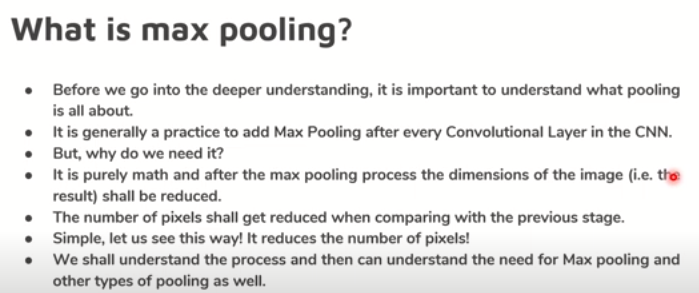 What is max pooling?
● Before we go into the deeper understanding, it is important to understand what pooling
is all about.
● It is generally a practice to add Max Pooling after every Convolutional Layer in the CNN.
● But, why do we need it?
● It is purely math and after the max pooling process the dimensions of the image (i.e. the
result) shall be reduced.
● The number of pixels shall get reduced when comparing with the previous stage.
● Simple, let us see this way! It reduces the number of pixels!
● We shall understand the process and then can understand the need for Max pooling and
other types of pooling as well.